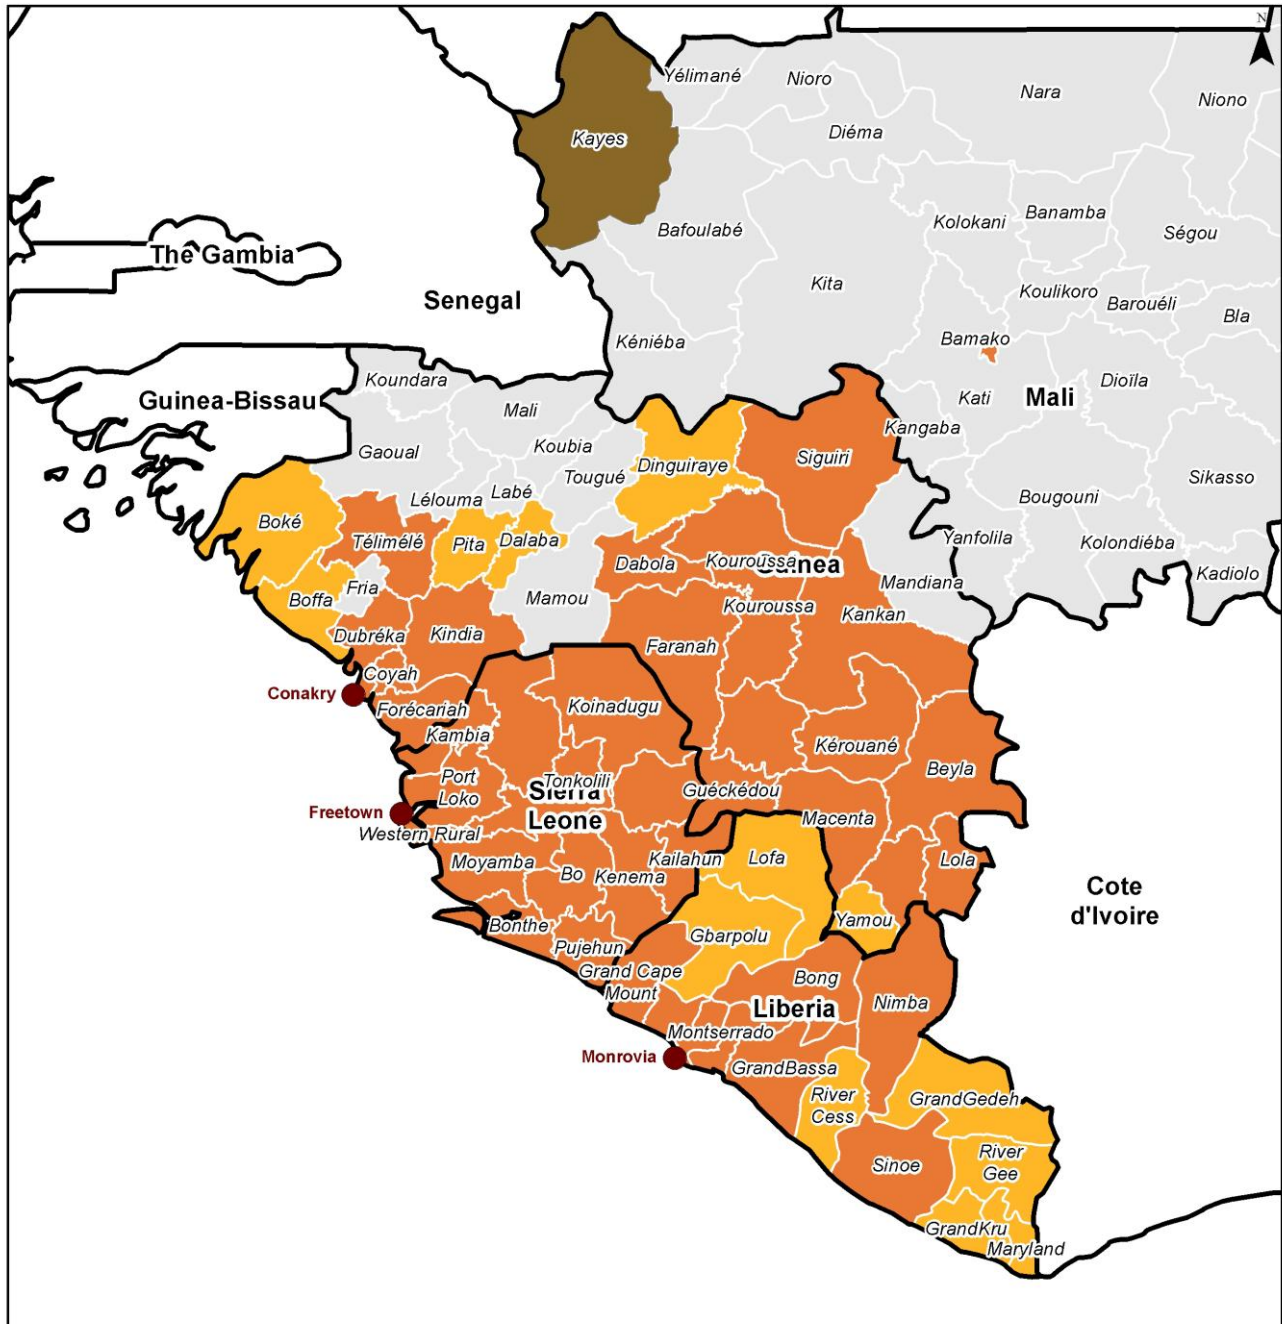 N
Yélimané
Nioro
Nara
Niono
Kayes
Diéma
Bafoulabé
Kolokani
Banamba
Ségou
The Gambia
Senegal
Kita
Koulikoro
Barouéli
Bla
Kéniéba
Bamako
Dioïla
Kati
Mali
Guinea-Bissau
Koundara
Mali
Kangaba
Gaoual
Koubia
Dinguiraye
Siguiri
Sikasso
Tougué
Labé
Lélouma
Bougouni
Boké
Télimélé
Pita
Dalaba
Yanfolila
Kolondiéba
Kadiolo
Dabola
Kouroussa
Guinea
Mandiana
Fria
Boffa
Mamou
Kouroussa
Kankan
Dubréka
Kindia
Faranah
Coyah
Conakry
Forécariah
Koinadugu
Kambia
Kérouané
Beyla
Port
Loko
Tonkolili
Guéckédou
Sierra
Leone
Freetown
Western Rural
Macenta
Moyamba
Bo
Kenema
Kailahun
Lofa
Lola
Cote
d'Ivoire
Bonthe
Pujehun
Gbarpolu
Yamou
Grand Cape
Mount
Bong
Nimba
Liberia
Montserrado
Monrovia
GrandBassa
River
Cess
GrandGedeh
Sinoe
River
Gee
GrandKru
Maryland